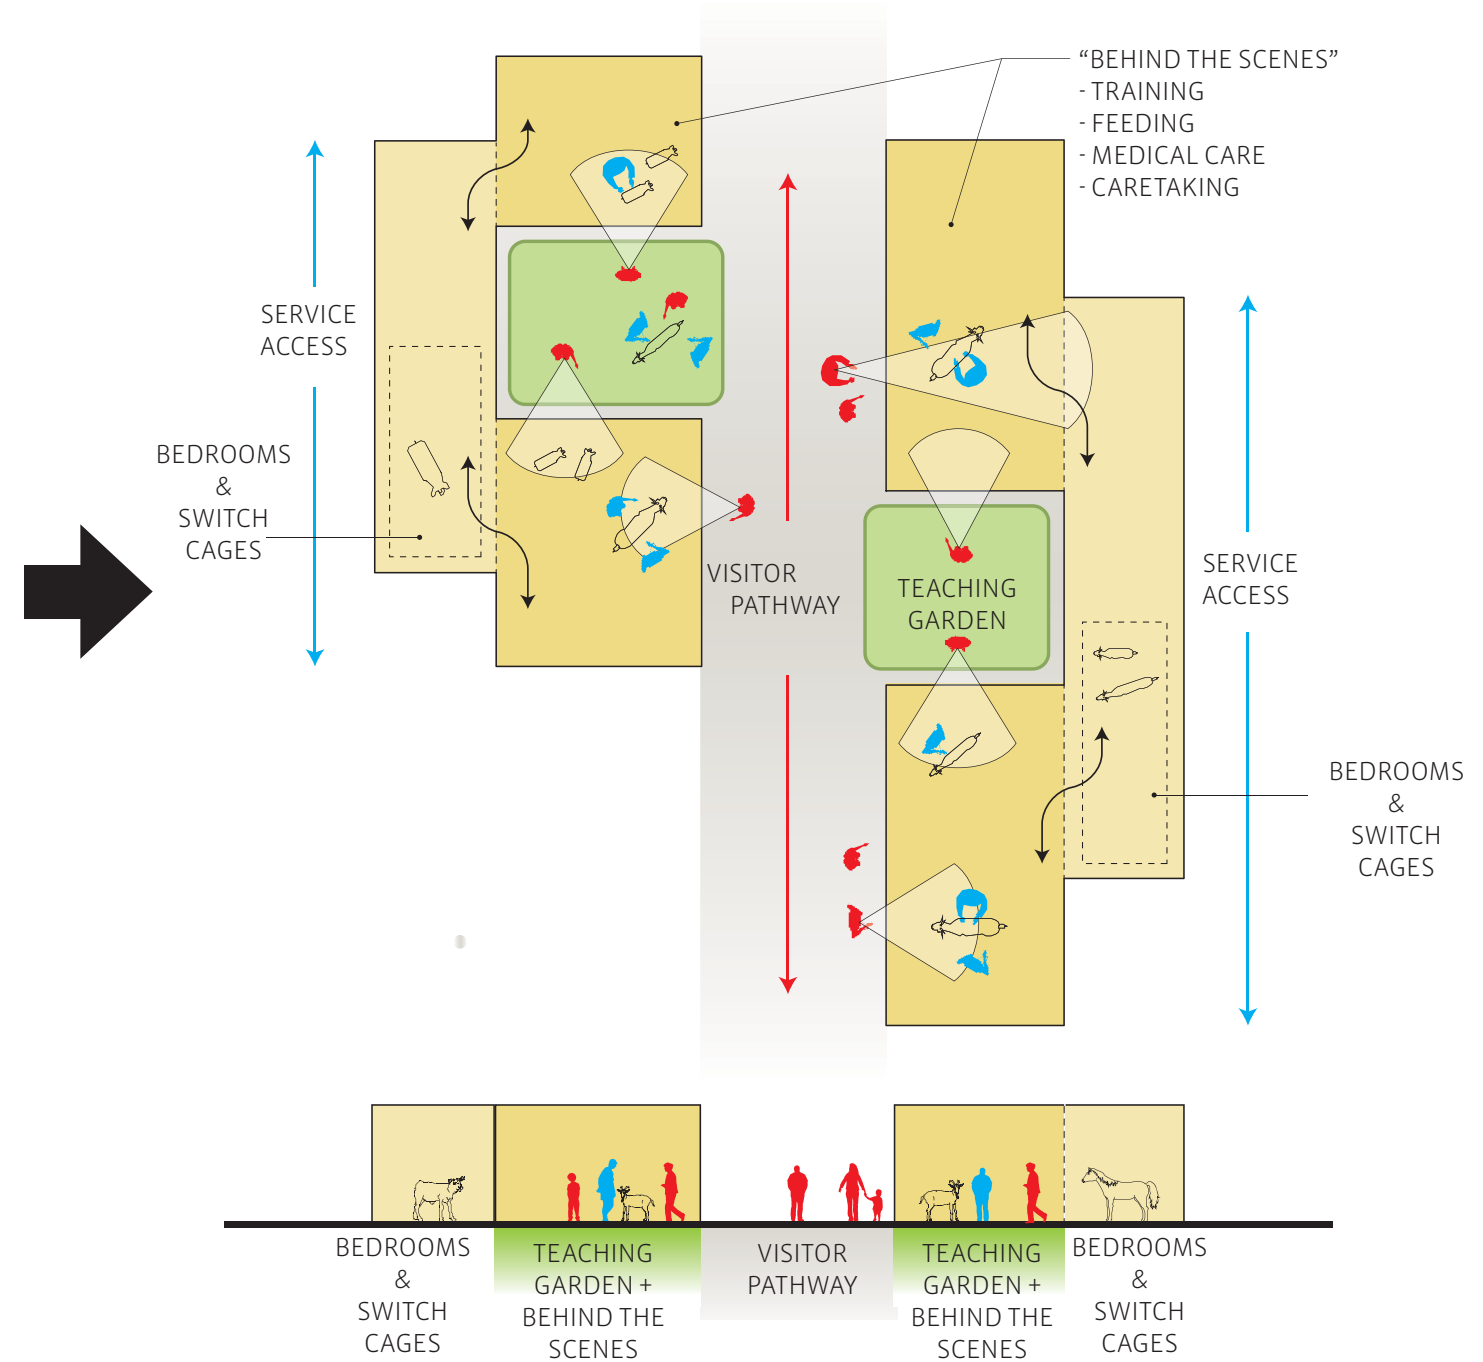 “BEHIND THE SCENES”
- TRAINING
- FEEDING
- MEDICAL CARE
- CARETAKING
SERVICE
ACCESS
BEDROOMS
&
SWITCH
CAGES
VISITOR
PATHWAY
TEACHING
GARDEN
SERVICE
ACCESS
BEDROOMS
&
SWITCH
CAGES
BEDROOMS
&
SWITCH
CAGES
TEACHING
GARDEN +
BEHIND THE
SCENES
VISITOR
PATHWAY
TEACHING
GARDEN +
BEHIND THE
SCENES
BEDROOMS
&
SWITCH
CAGES